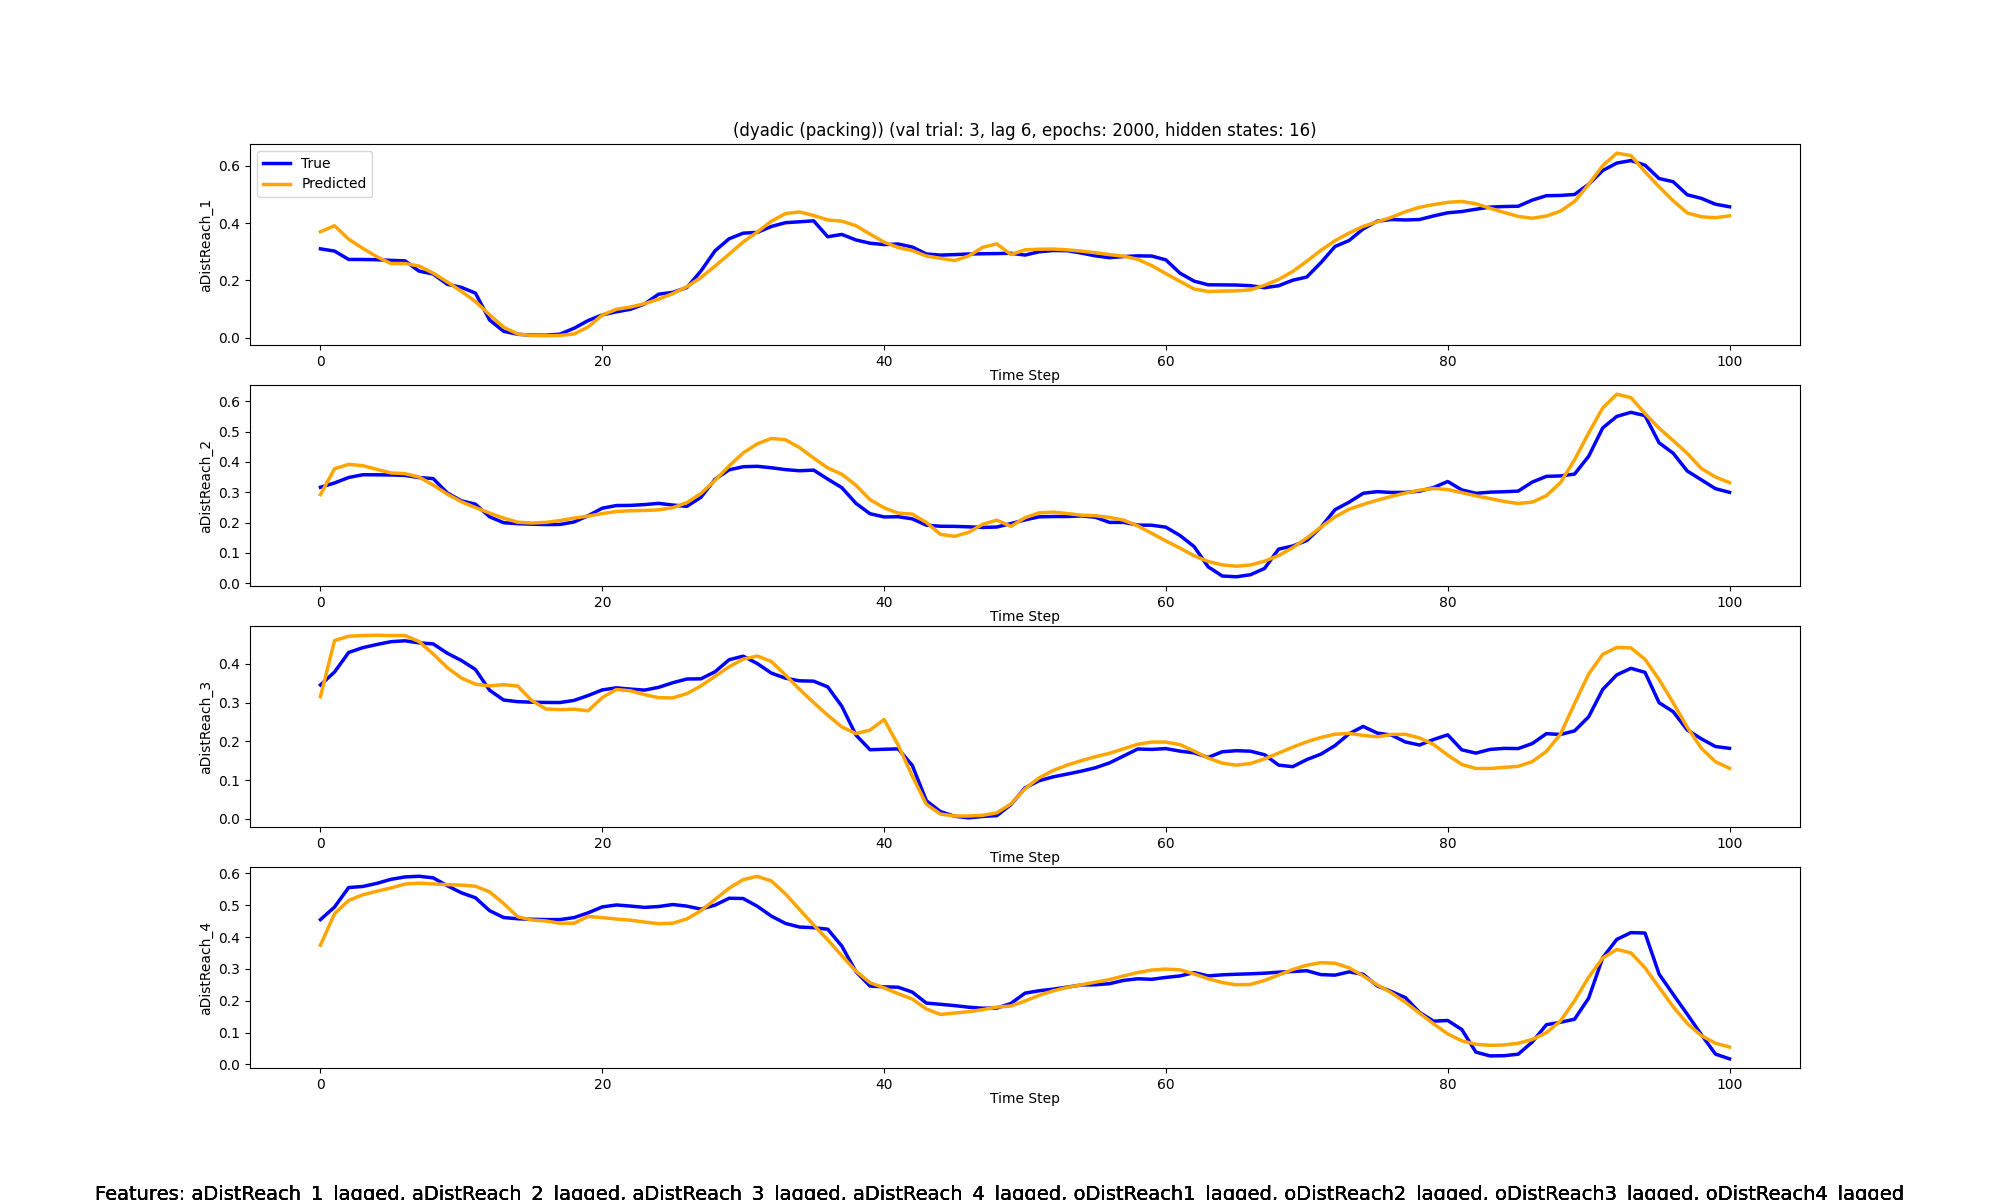 (dyadic (packing)) (val trial: 3, lag 6, epochs: 2000, hidden states: 16)
True
Predicted
aDistReach_1
0.6
0.4
0.2
0.0
0 20 40 60 80 100
Time Step
aDistReach_2
0.6
0.5
0.4
0.3
0.2
0.1
0.0
0 20 40 60 80 100
Time Step
aDistReach_3
0.4
0.3
0.2
0.1
0.0
0 20 40 60 80 100
Time Step
aDistReach_4
0.6
0.5
0.4
0.3
0.2
0.1
0.0
0 20 40 60 80 100
Time Step
Features: aDistReach_1_lagged, aDistReach_2_lagged, aDistReach_3_lagged, aDistReach_4_lagged, oDistReach1_lagged, oDistReach2_lagged, oDistReach3_lagged, oDistReach4_lagged